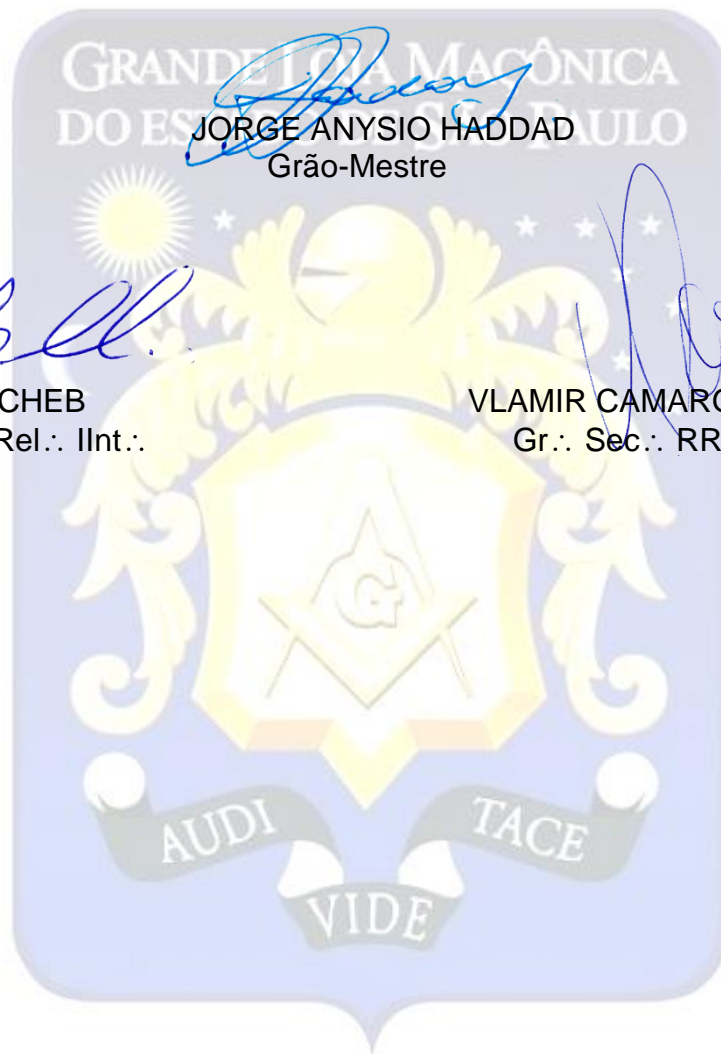 GRANDE LOJA MAÇÔNICA
DO ES PAULO
JORGE ANYSIO HADDAD
Grão-Mestre
CHEB
Rel∴ IInt∴
VLAMIR CAMARG
Gr∴ Sec∴ RR
G
AUDI
TACE
VIDE